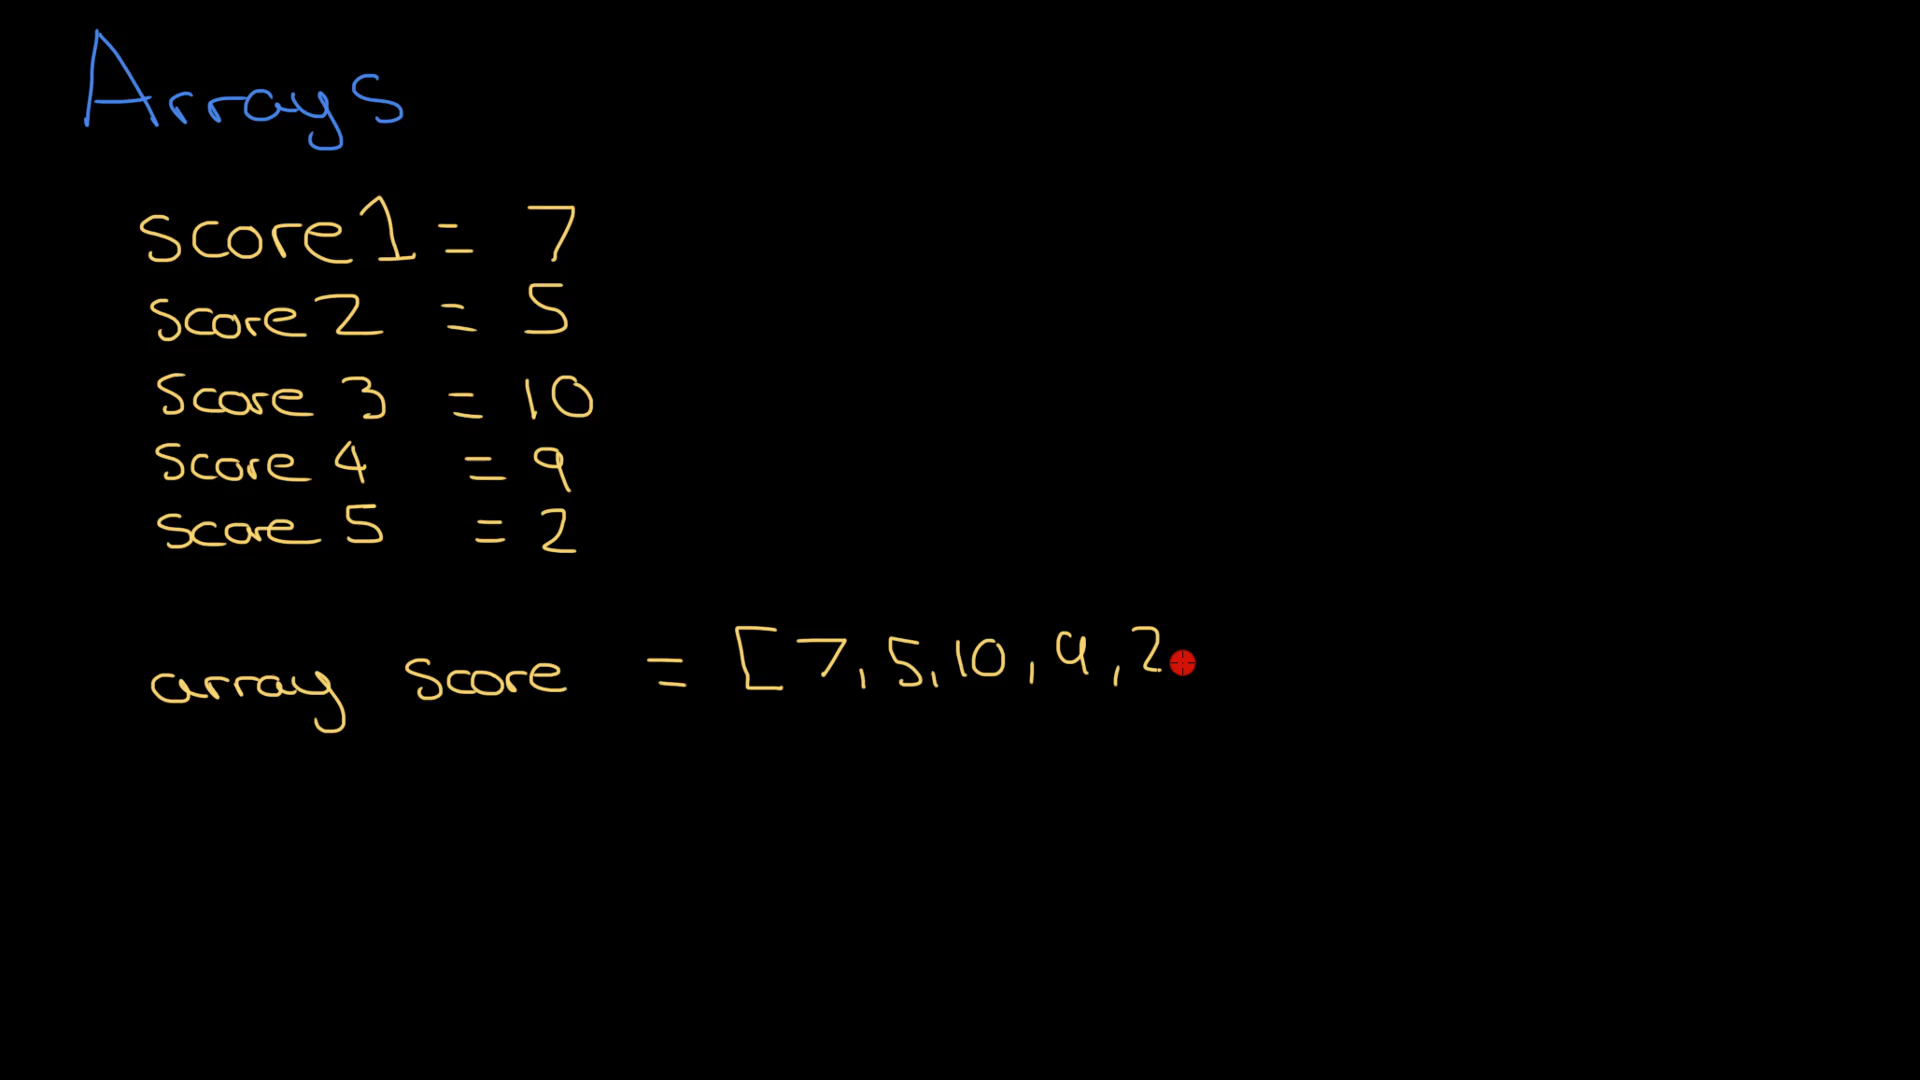 Arrays
score1 = 7
score2 = 5
score 3 = 10
score 4 = 9
score 5 = 2
array score = [7,5,10,9,2